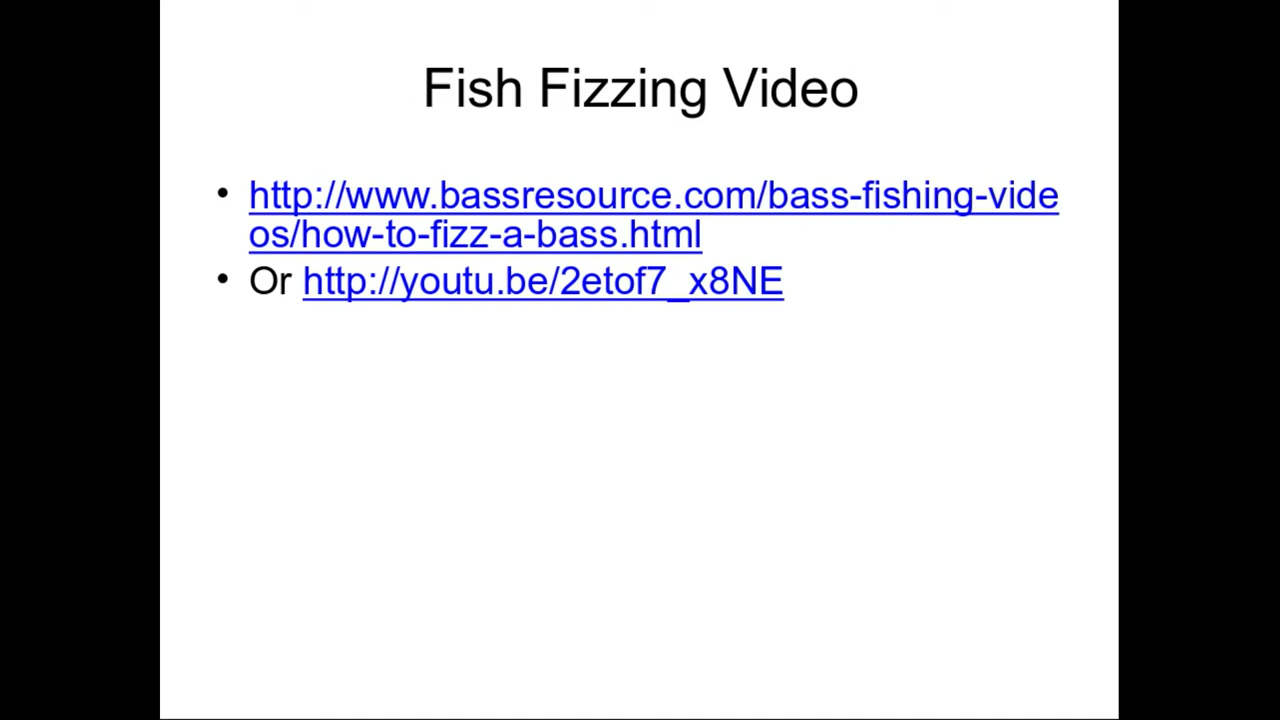 Fish Fizzing Video
• http://www.bassresource.com/bass-fishing-vide
os/how-to-fizz-a-bass.html
• Or http://youtu.be/2etof7_x8NE